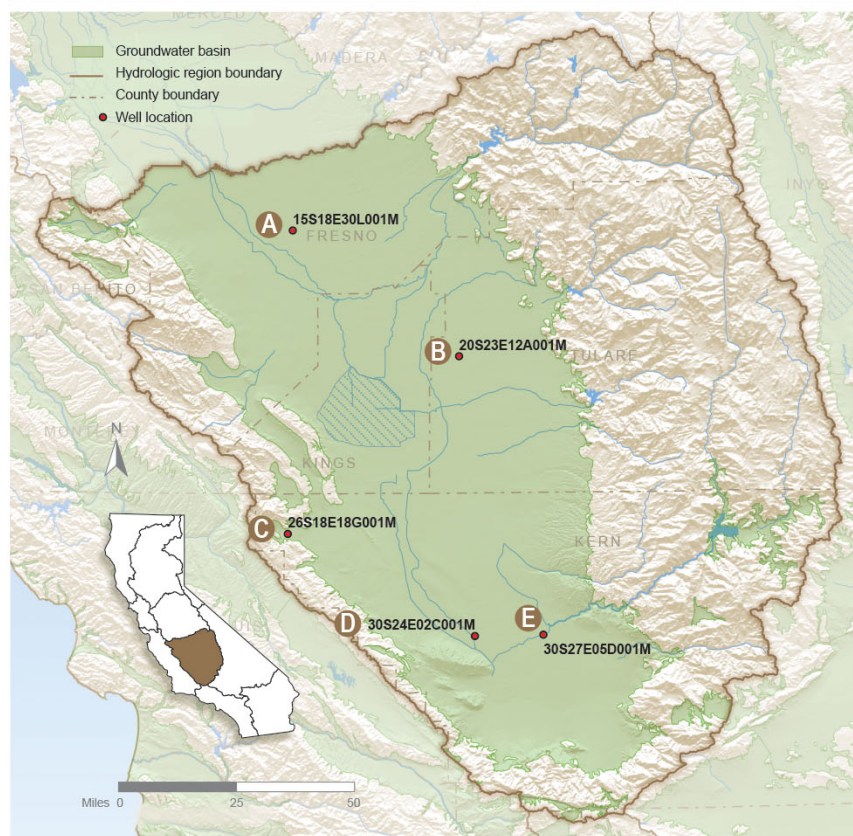 MERCED
Groundwater basin
Hydrologic region boundary
MADERA
County boundary
Well location
INYO
A
15S18E30L001M
FRESNO
SAN BENITO
B
20S23E12A001M
TULARE
N
MONTEREY
KINGS
C
26S18E18G001M
KERN
D
30S24E02C001M
E
30S27E05D001M
Miles 0 25 50